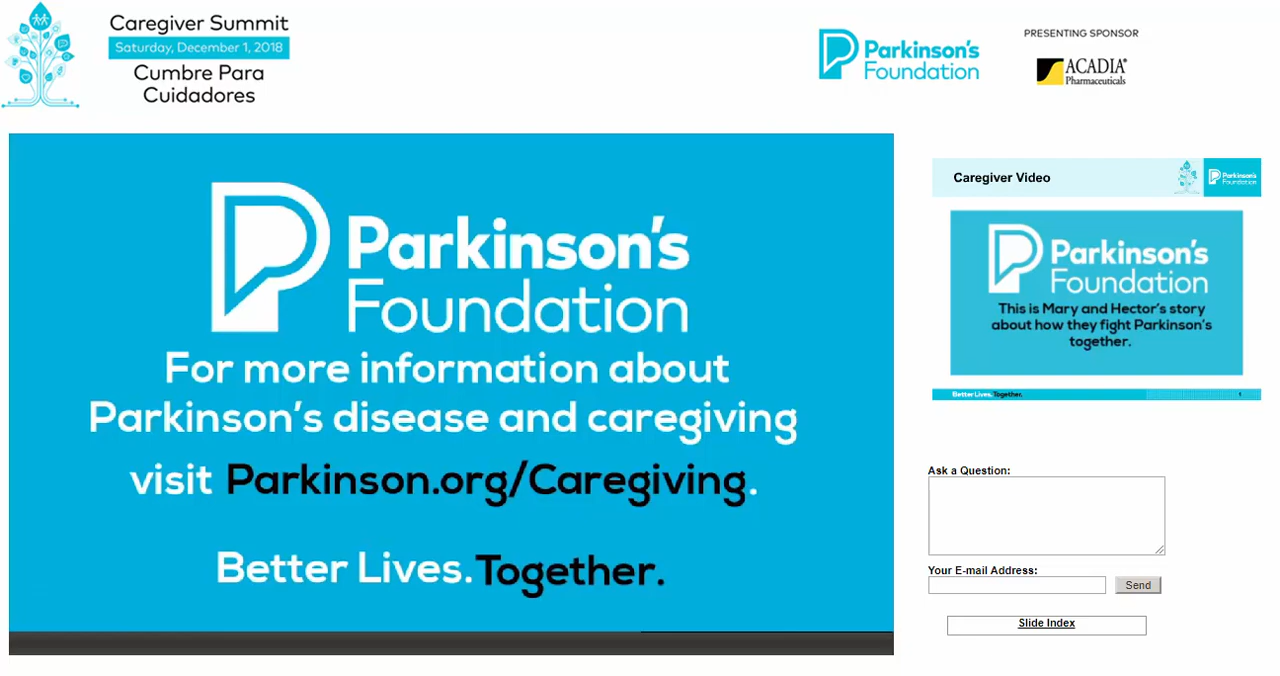 Caregiver Summit
Saturday, December 1, 2018
Cumbre Para
Cuidadores
Parkinson's
Foundation
PRESENTING SPONSOR
ACADIA®
Pharmaceuticals
Parkinson's
Foundation
For more information about
Parkinson's disease and caregiving
visit Parkinson.org/Caregiving.
Better Lives.Together.
Caregiver Video
Parkinson's
Foundation
Parkinson's
Foundation
This is Mary and Hector's story
about how they fight Parkinson's
together.
Better Lives.Together.
1
Ask a Question:
Your E-mail Address:
Send
Slide Index